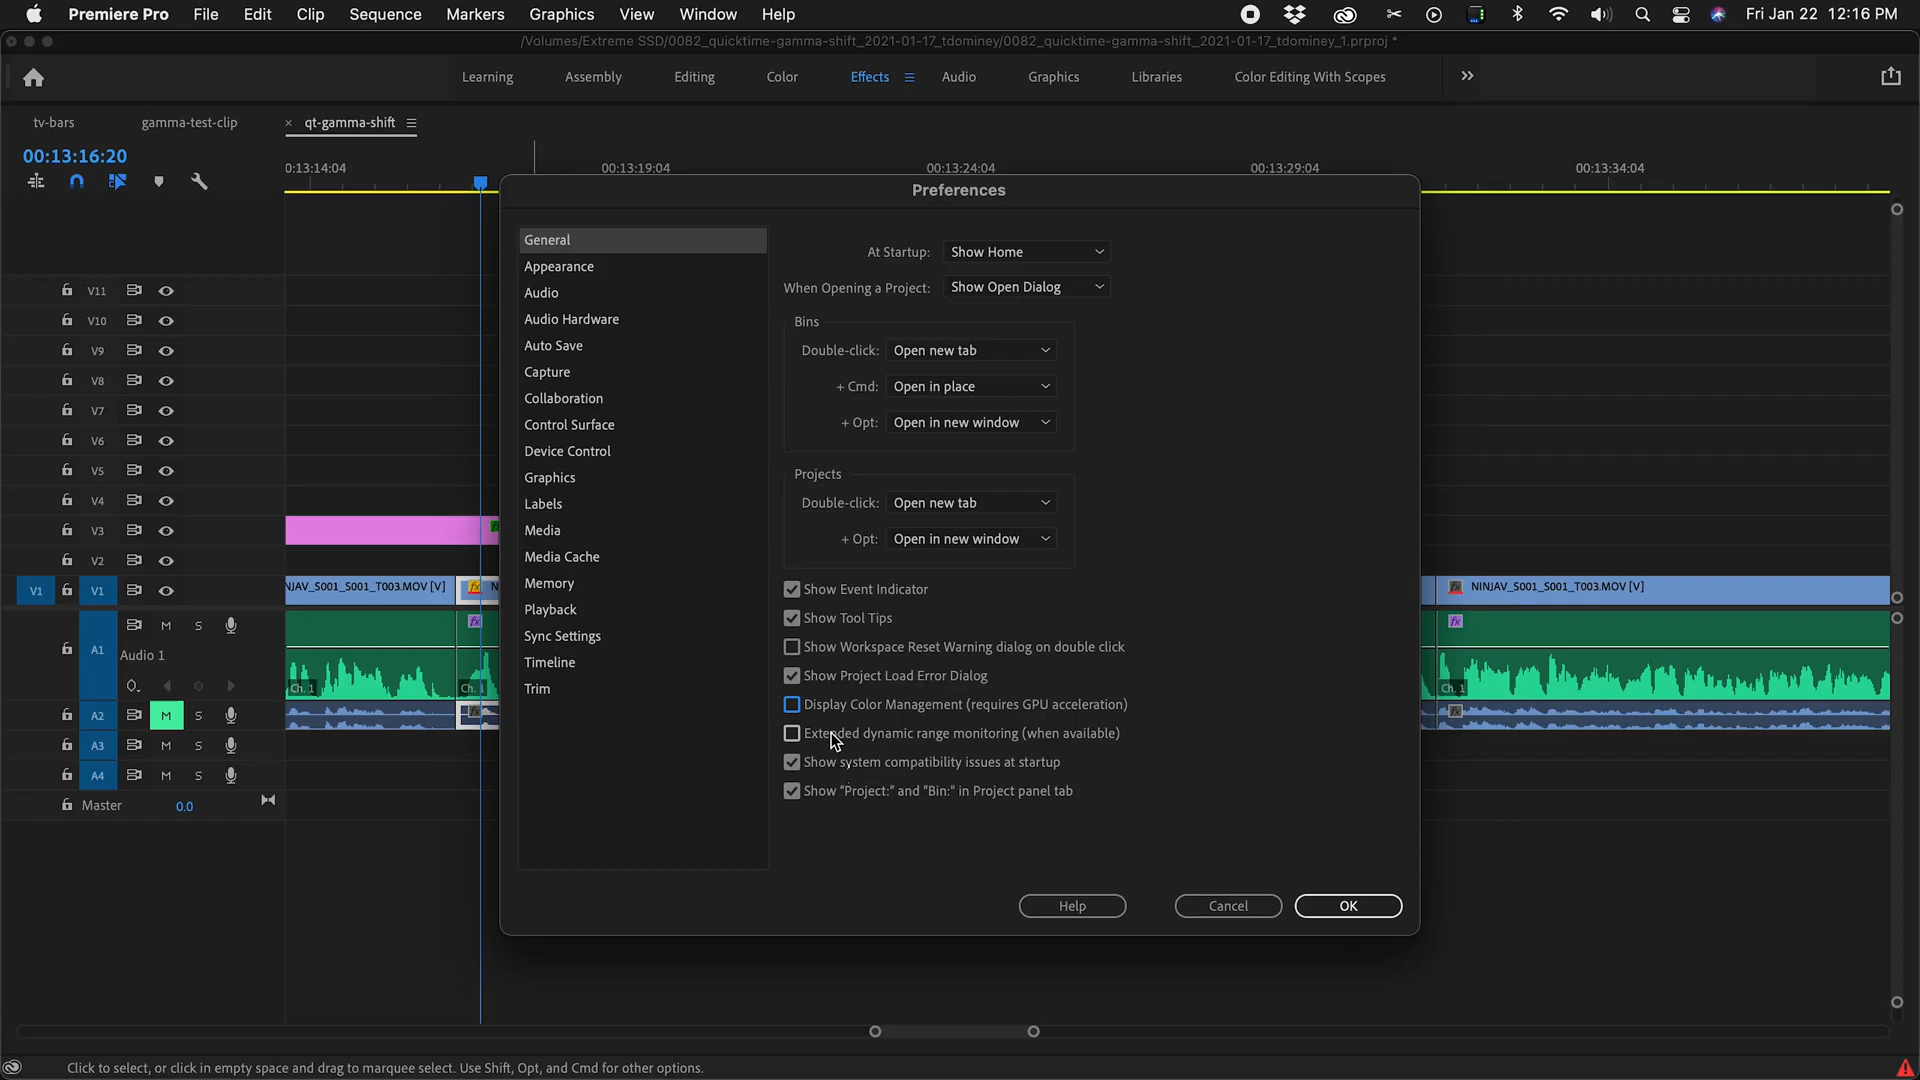 Premiere Pro File Edit Clip Sequence Markers Graphics View Window Help Fri Jan 22 12:16 PM
/Volumes/Extreme SSD/0082_quicktime-gamma-shift_2021-01-17_tdominey/0082_quicktime-gamma-shift_2021-01-17_tdominey_1.prproj *
Learning Assembly Editing Color Effects Audio Graphics Libraries Color Editing With Scopes
tv-bars gamma-test-clip × qt-gamma-shift
00:13:16:20
0:13:14:04 00:13:19:04 00:13:24:04 00:13:29:04 00:13:34:04
Preferences
General
Appearance
Audio
Audio Hardware
Auto Save
Capture
Collaboration
Control Surface
Device Control
Graphics
Labels
Media
Media Cache
Memory
Playback
Sync Settings
Timeline
Trim
At Startup: Show Home
When Opening a Project: Show Open Dialog
Bins
Double-click: Open new tab
+ Cmd: Open in place
+ Opt: Open in new window
Projects
Double-click: Open new tab
+ Opt: Open in new window
Show Event Indicator
Show Tool Tips
Show Workspace Reset Warning dialog on double click
Show Project Load Error Dialog
Display Color Management (requires GPU acceleration)
Extended dynamic range monitoring (when available)
Show system compatibility issues at startup
Show "Project:" and "Bin:" in Project panel tab
Help Cancel OK
V11
V10
V9
V8
V7
V6
V5
V4
V3
V2
V1 V1 NJAV_S001_S001_T003.MOV [V] fx N fx NINJAV_S001_S001_T003.MOV [V]
M S fx fx
A1 Audio 1
Ch. 1 Ch. 1 Ch. 1
A2 M S fx fx
A3 M S
A4 M S
Master 0.0
Click to select, or click in empty space and drag to marquee select. Use Shift, Opt, and Cmd for other options.